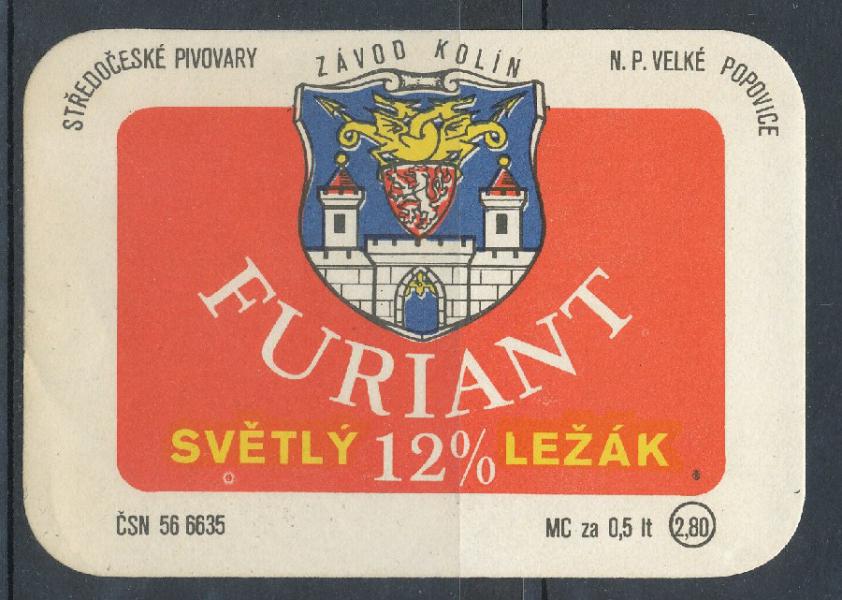 STŘEDOČESKÉ PIVOVARY
ZÁVOD KOLÍN
N. P. VELKÉ POPOVICE
FURIANT
SVĚTLÝ 12% LEŽÁK
ČSN 56 6635
MC za 0,5 lt 2,80